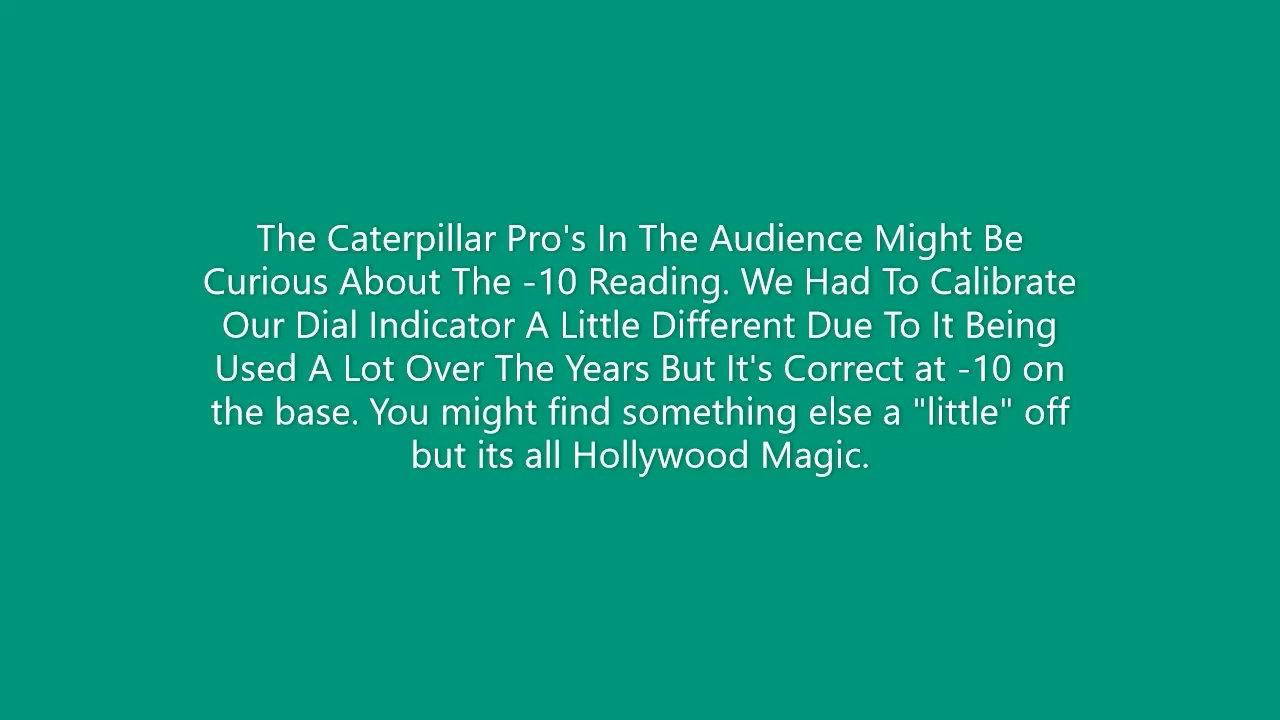 The Caterpillar Pro's In The Audience Might Be
Curious About The -10 Reading. We Had To Calibrate
Our Dial Indicator A Little Different Due To It Being
Used A Lot Over The Years But It's Correct at -10 on
the base. You might find something else a "little" off
but its all Hollywood Magic.